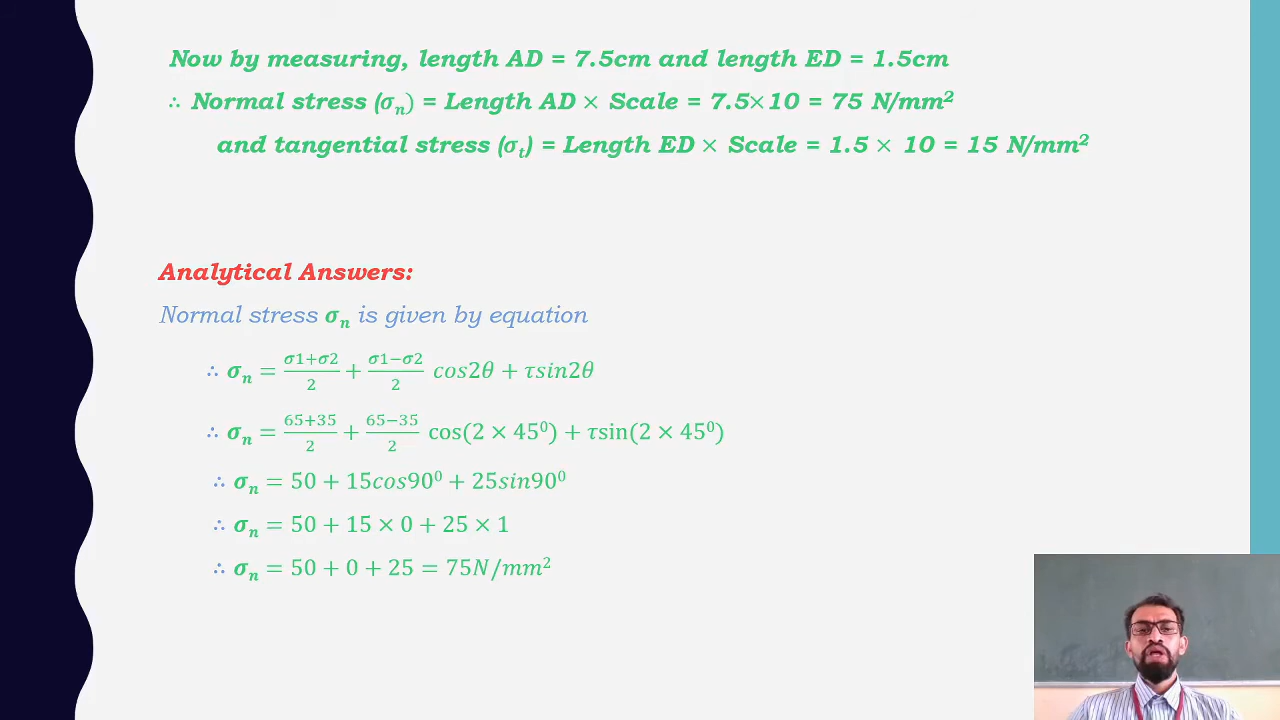 Now by measuring, length AD = 7.5cm and length ED = 1.5cm
∴ Normal stress (σₙ) = Length AD × Scale = 7.5×10 = 75 N/mm²
and tangential stress (σₜ) = Length ED × Scale = 1.5 × 10 = 15 N/mm²
Analytical Answers:
Normal stress σₙ is given by equation
∴ σₙ = (σ1+σ2)/2 + (σ1−σ2)/2 cos2θ + τsin2θ
∴ σₙ = (65+35)/2 + (65−35)/2 cos(2 × 45⁰) + τsin(2 × 45⁰)
∴ σₙ = 50 + 15cos90⁰ + 25sin90⁰
∴ σₙ = 50 + 15 × 0 + 25 × 1
∴ σₙ = 50 + 0 + 25 = 75N/mm²